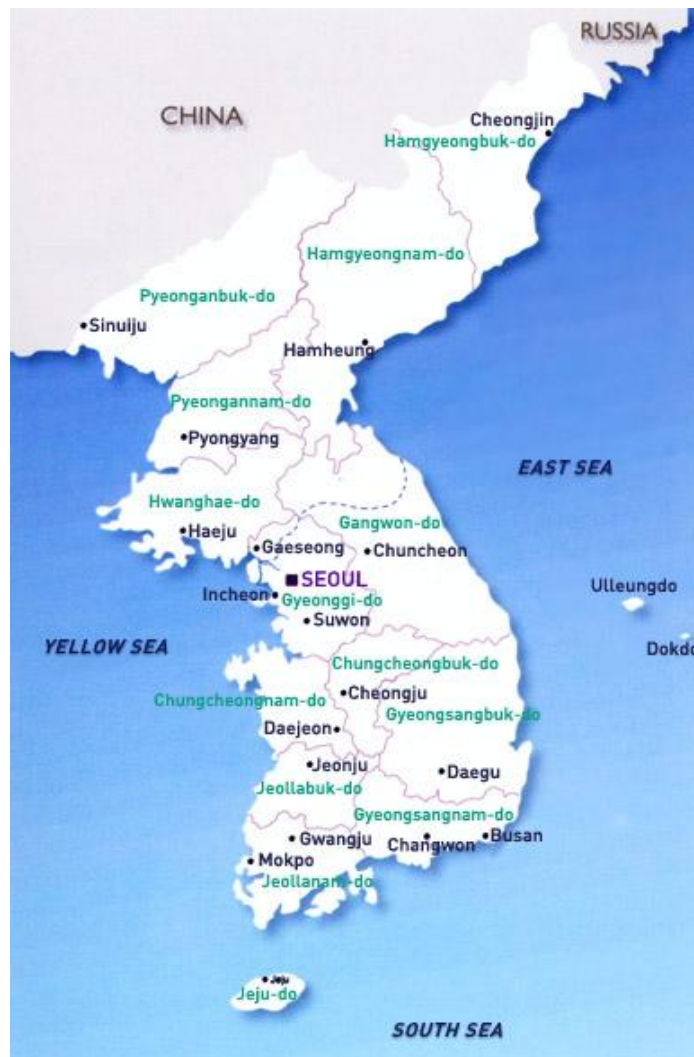 RUSSIA
CHINA
Cheongjin
Hamgyeongbuk-do
Hamgyeongnam-do
Pyeonganbuk-do
Sinuiju
Hamheung
Pyeongannam-do
Pyongyang
EAST SEA
Hwanghae-do
Haeju
Gangwon-do
Gaeseong
Chuncheon
SEOUL
Ulleungdo
Incheon
Gyeonggi-do
Suwon
YELLOW SEA
Dokdo
Chungcheongbuk-do
Chungcheongnam-do
Cheongju
Gyeongsangbuk-do
Daejeon
Jeonju
Daegu
Jeollabuk-do
Gyeongsangnam-do
Gwangju
Changwon
Busan
Mokpo
Jeollanam-do
Jeju
Jeju-do
SOUTH SEA